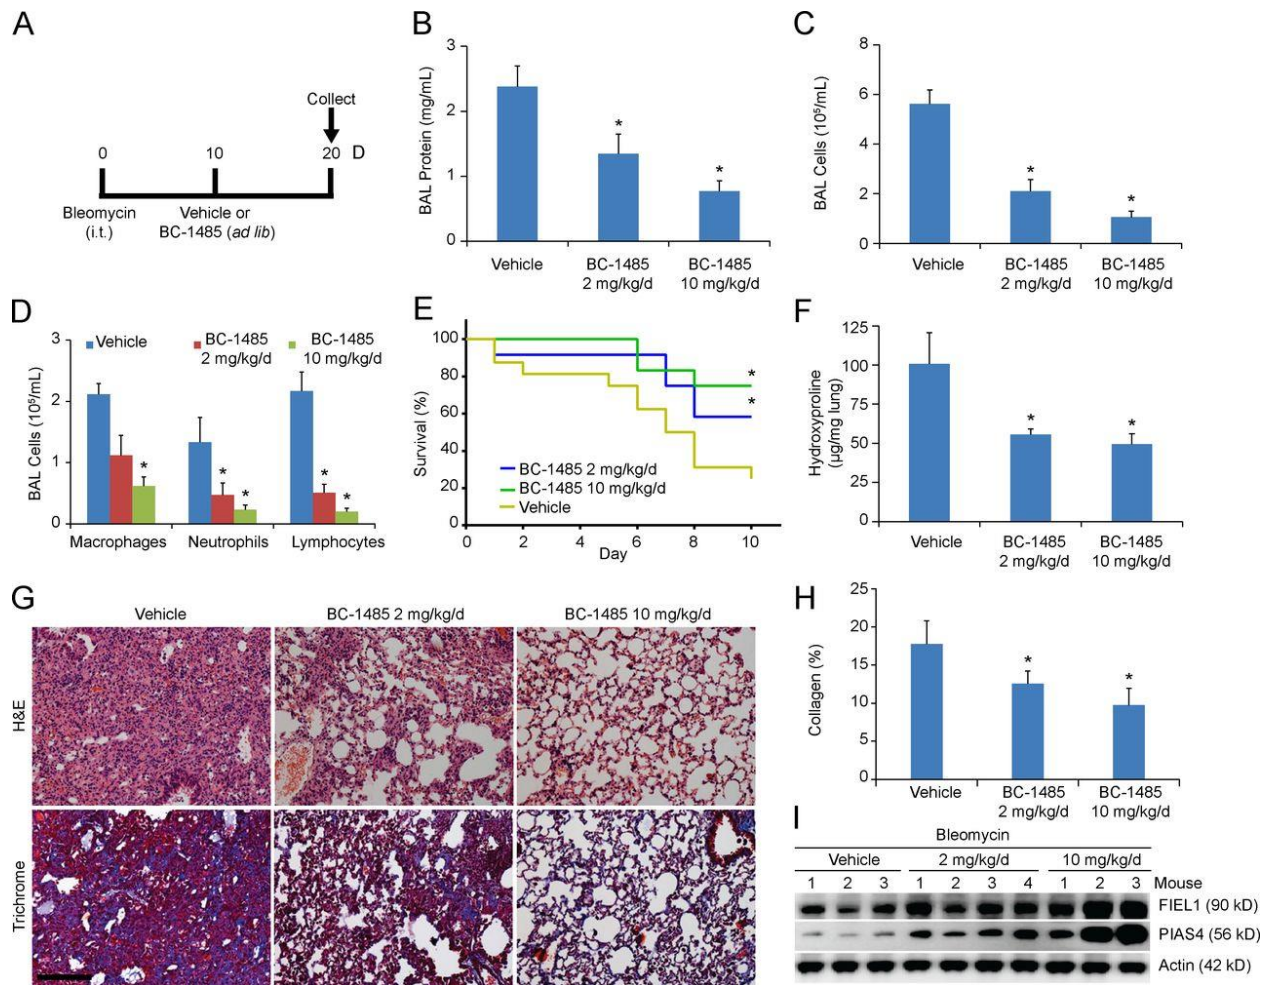 A
Collect
0 10 20 D
Bleomycin
(i.t.)
Vehicle or
BC-1485 (ad lib)
B
BAL Protein (mg/mL)
3
2
1
0
*
*
Vehicle
BC-1485
2 mg/kg/d
BC-1485
10 mg/kg/d
C
BAL Cells (10⁵/mL)
8
6
4
2
0
*
*
Vehicle
BC-1485
2 mg/kg/d
BC-1485
10 mg/kg/d
D
BAL Cells (10⁵/mL)
3
2
1
0
Vehicle
BC-1485
2 mg/kg/d
BC-1485
10 mg/kg/d
*
* *
* *
Macrophages Neutrophils Lymphocytes
E
Survival (%)
100
80
60
40
20
0
*
*
BC-1485 2 mg/kg/d
BC-1485 10 mg/kg/d
Vehicle
0 2 4 6 8 10
Day
F
Hydroxyproline
(µg/mg lung)
125
100
75
50
25
0
*
*
Vehicle
BC-1485
2 mg/kg/d
BC-1485
10 mg/kg/d
G
Vehicle BC-1485 2 mg/kg/d BC-1485 10 mg/kg/d
H&E
Trichrome
H
Collagen (%)
25
20
15
10
5
0
*
*
Vehicle
BC-1485
2 mg/kg/d
BC-1485
10 mg/kg/d
I
Bleomycin
Vehicle 2 mg/kg/d 10 mg/kg/d
1 2 3 1 2 3 4 1 2 3 Mouse
FIEL1 (90 kD)
PIAS4 (56 kD)
Actin (42 kD)